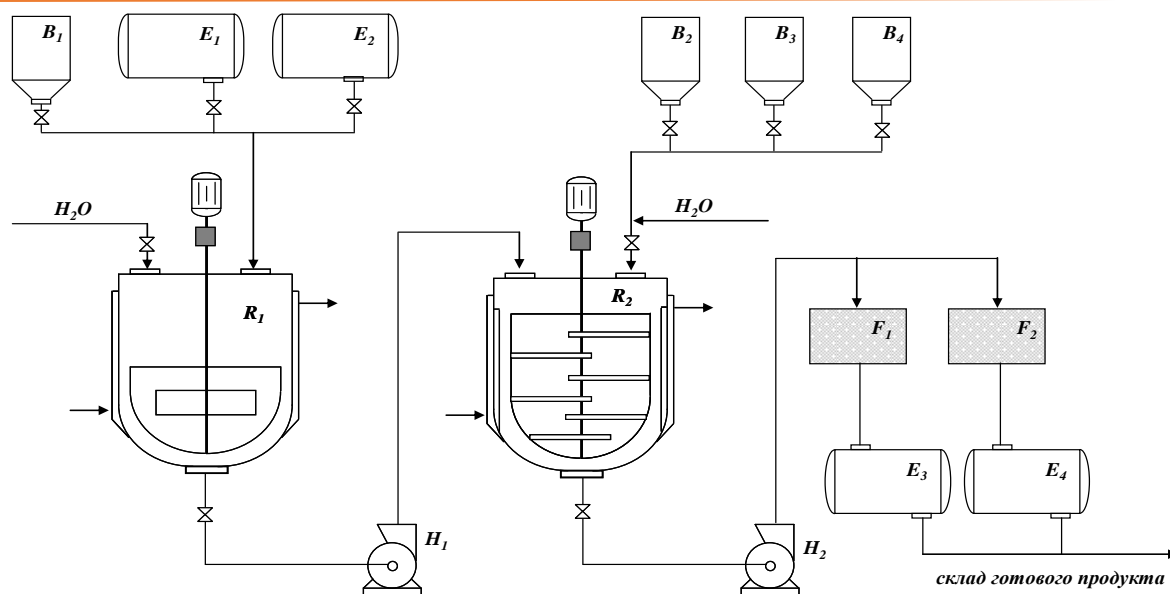 B₁
E₁
E₂
B₂
B₃
B₄
H₂O
H₂O
R₁
R₂
F₁
F₂
E₃
E₄
H₁
H₂
склад готового продукта